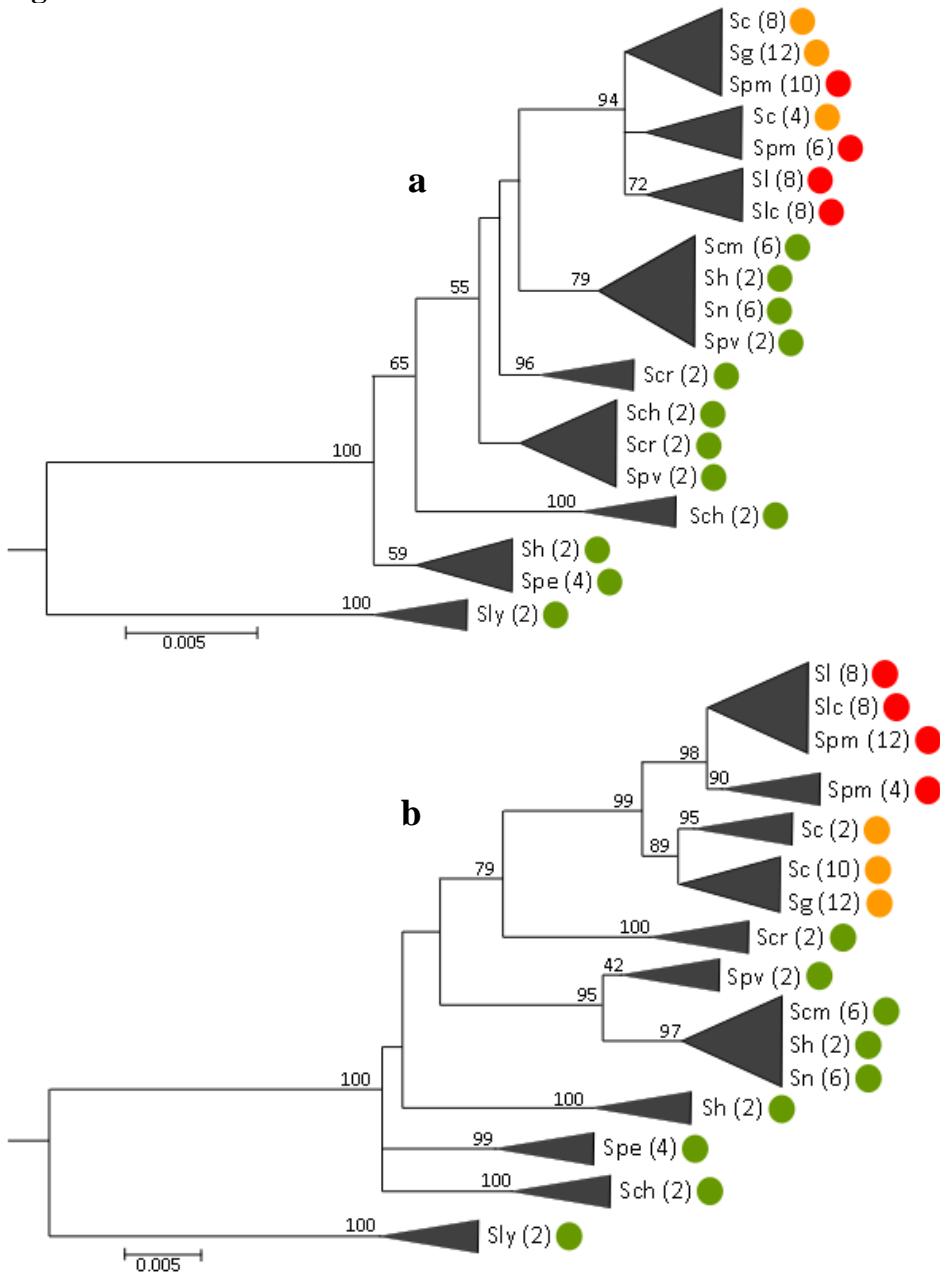 Sc (8)
Sg (12)
94
Spm (10)
Sc (4)
Spm (6)
a
72
Sl (8)
Slc (8)
Scm (6)
79
Sh (2)
55
Sn (6)
Spv (2)
65
96
Scr (2)
Sch (2)
100
Scr (2)
Spv (2)
100
Sch (2)
59
Sh (2)
Spe (4)
100
Sly (2)
0.005
Sl (8)
Slc (8)
98
Spm (12)
90
Spm (4)
b
99
95
Sc (2)
89
Sc (10)
79
Sg (12)
100
Scr (2)
42
Spv (2)
95
Scm (6)
97
Sh (2)
100
Sn (6)
100
Sh (2)
99
Spe (4)
100
Sch (2)
100
Sly (2)
0.005